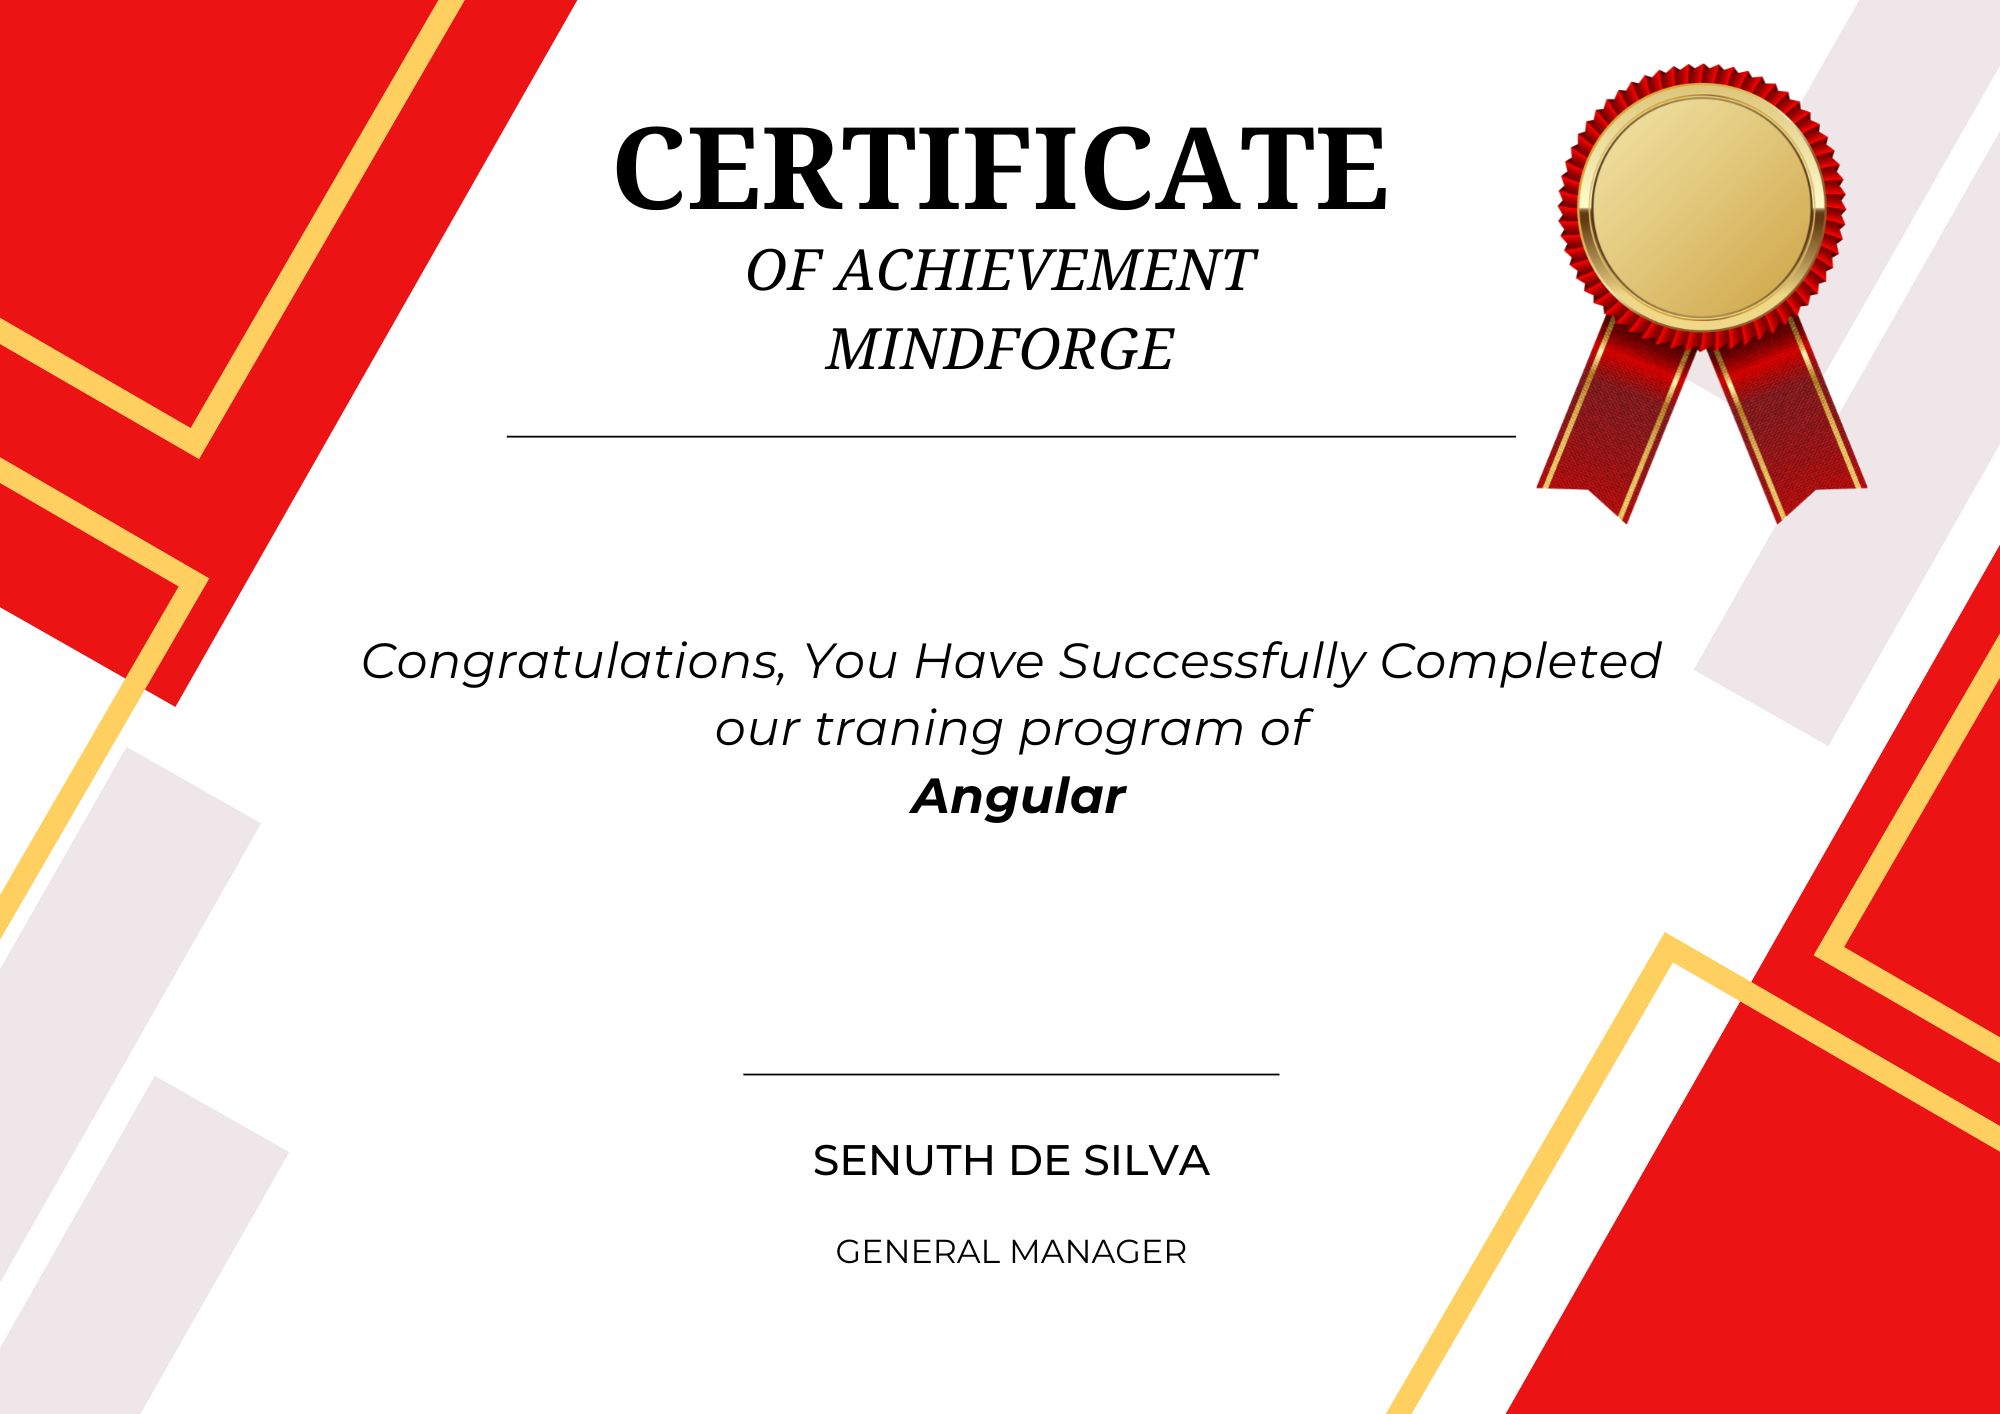 CERTIFICATE
OF ACHIEVEMENT
MINDFORGE
Congratulations, You Have Successfully Completed
our traning program of
Angular
SENUTH DE SILVA
GENERAL MANAGER